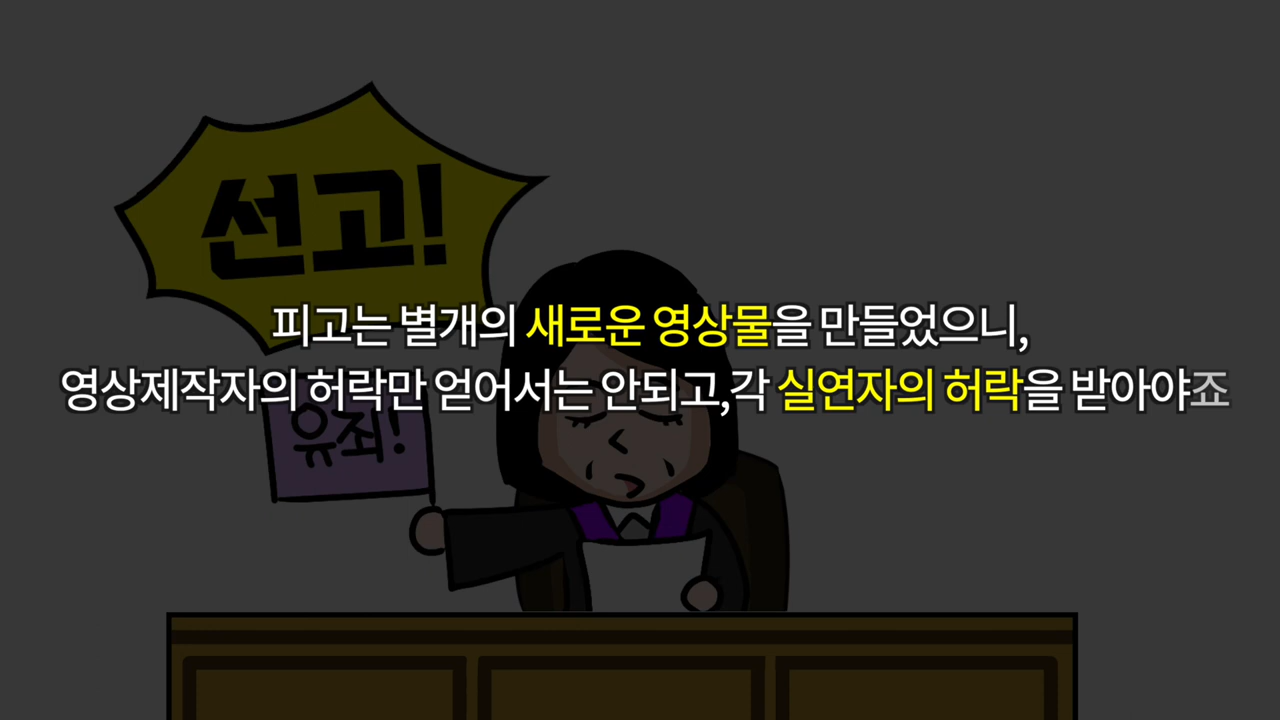 선고!
피고는 별개의 새로운 영상물을 만들었으니,
영상제작자의 허락만 얻어서는 안되고,각 실연자의 허락을 받아야죠
유죄!